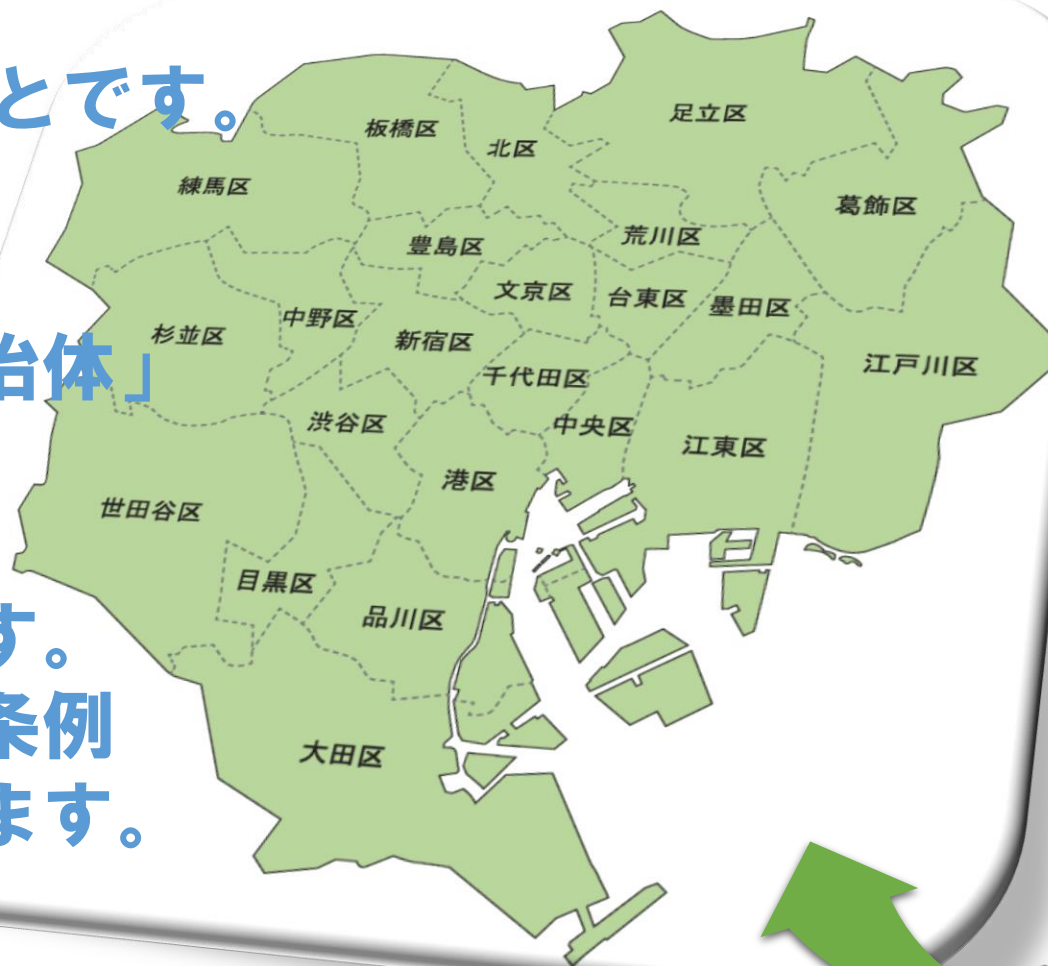 とです。
治体」
す。
条例
ます。
足立区
板橋区
北区
練馬区
葛飾区
荒川区
豊島区
文京区
台東区
墨田区
中野区
杉並区
新宿区
江戸川区
千代田区
渋谷区
中央区
江東区
港区
世田谷区
目黒区
品川区
大田区